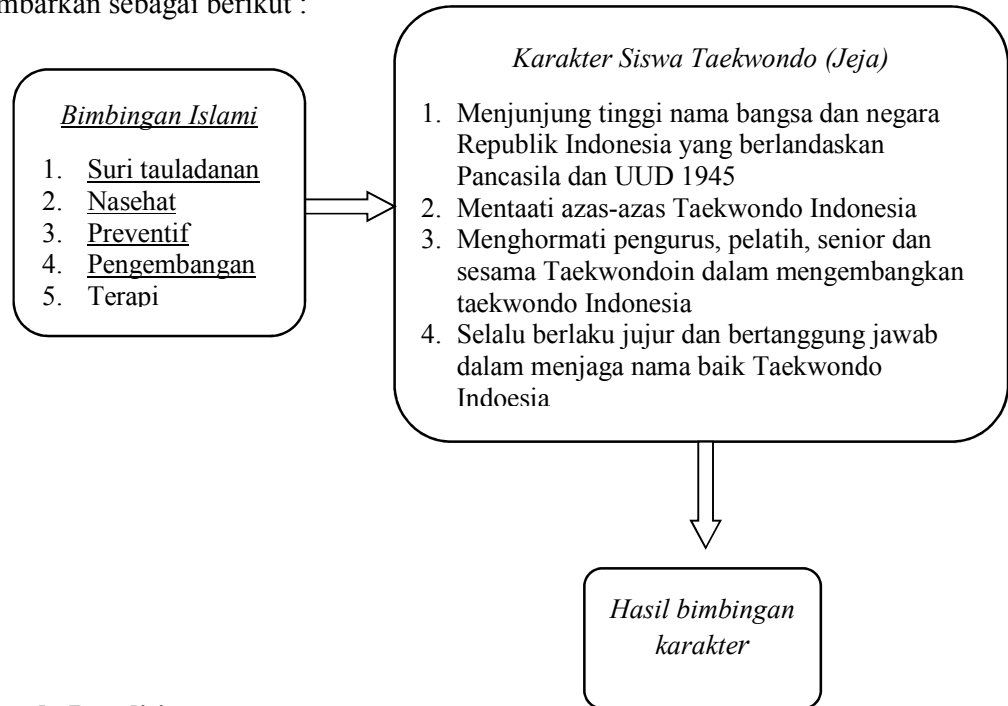 mbarkan sebagai berikut :
Bimbingan Islami
1. Suri tauladanan
2. Nasehat
3. Preventif
4. Pengembangan
5. Terapi
Karakter Siswa Taekwondo (Jeja)
1. Menjunjung tinggi nama bangsa dan negara
Republik Indonesia yang berlandaskan
Pancasila dan UUD 1945
2. Mentaati azas-azas Taekwondo Indonesia
3. Menghormati pengurus, pelatih, senior dan
sesama Taekwondoin dalam mengembangkan
taekwondo Indonesia
4. Selalu berlaku jujur dan bertanggung jawab
dalam menjaga nama baik Taekwondo
Indoesia
Hasil bimbingan
karakter